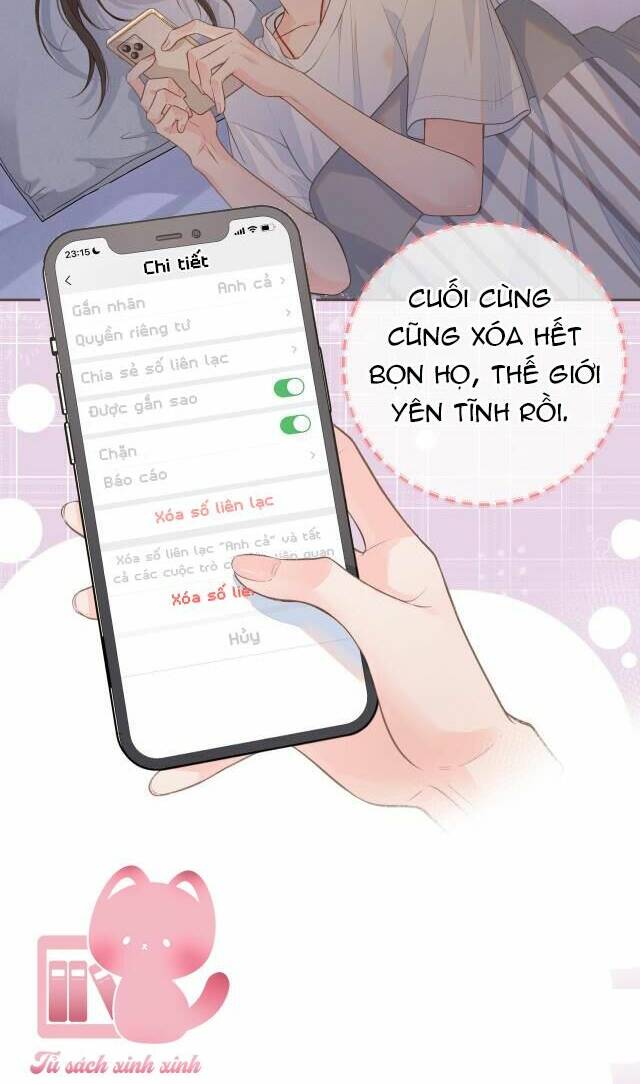 23:15
Chi tiết
Gắn nhãn Anh cả
Quyền riêng tư
Chia sẻ số liên lạc
Được gắn sao
Chặn
Báo cáo
Xóa số liên lạc
Xóa số liên lạc "Anh cả" và tất
cả các cuộc trò liên quan
Xóa số
Hủy
CUỐI CÙNG
CŨNG XÓA HẾT
BỌN HỌ, THẾ GIỚI
YÊN TĨNH RỒI.
Tủ sách xinh xinh